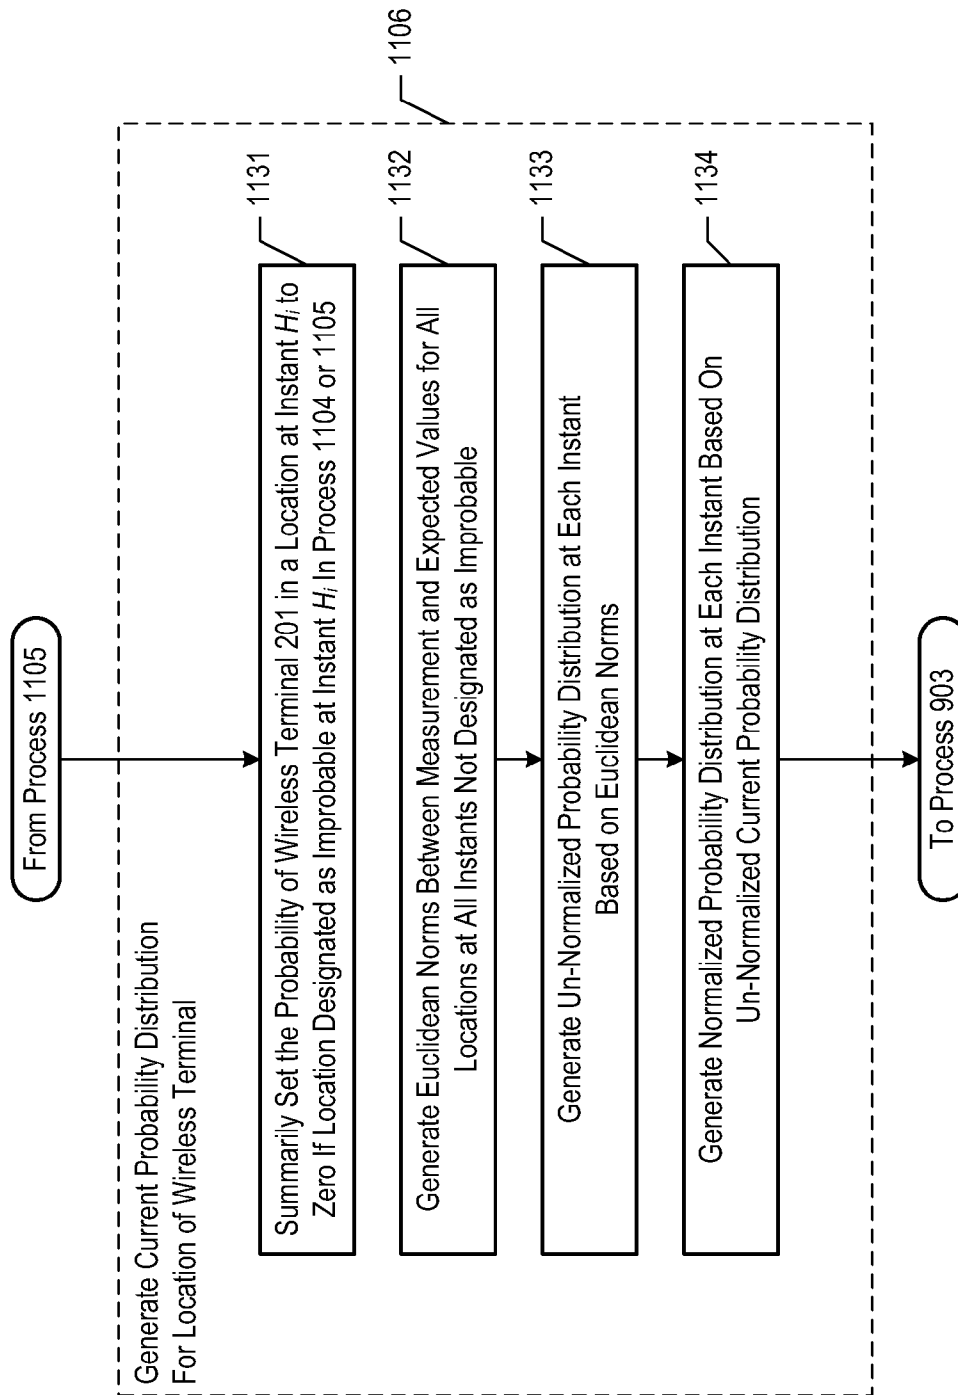 From Process 1105
Generate Current Probability Distribution
For Location of Wireless Terminal
1106
Summarily Set the Probability of Wireless Terminal 201 in a Location at Instant Hi to
Zero If Location Designated as Improbable at Instant Hi In Process 1104 or 1105
1131
Generate Euclidean Norms Between Measurement and Expected Values for All
Locations at All Instants Not Designated as Improbable
1132
Generate Un-Normalized Probability Distribution at Each Instant
Based on Euclidean Norms
1133
Generate Normalized Probability Distribution at Each Instant Based On
Un-Normalized Current Probability Distribution
1134
To Process 903